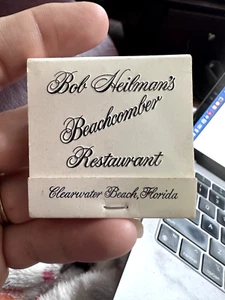 Bob Heilman's
Beachcomber
Restaurant
Clearwater Beach, Florida